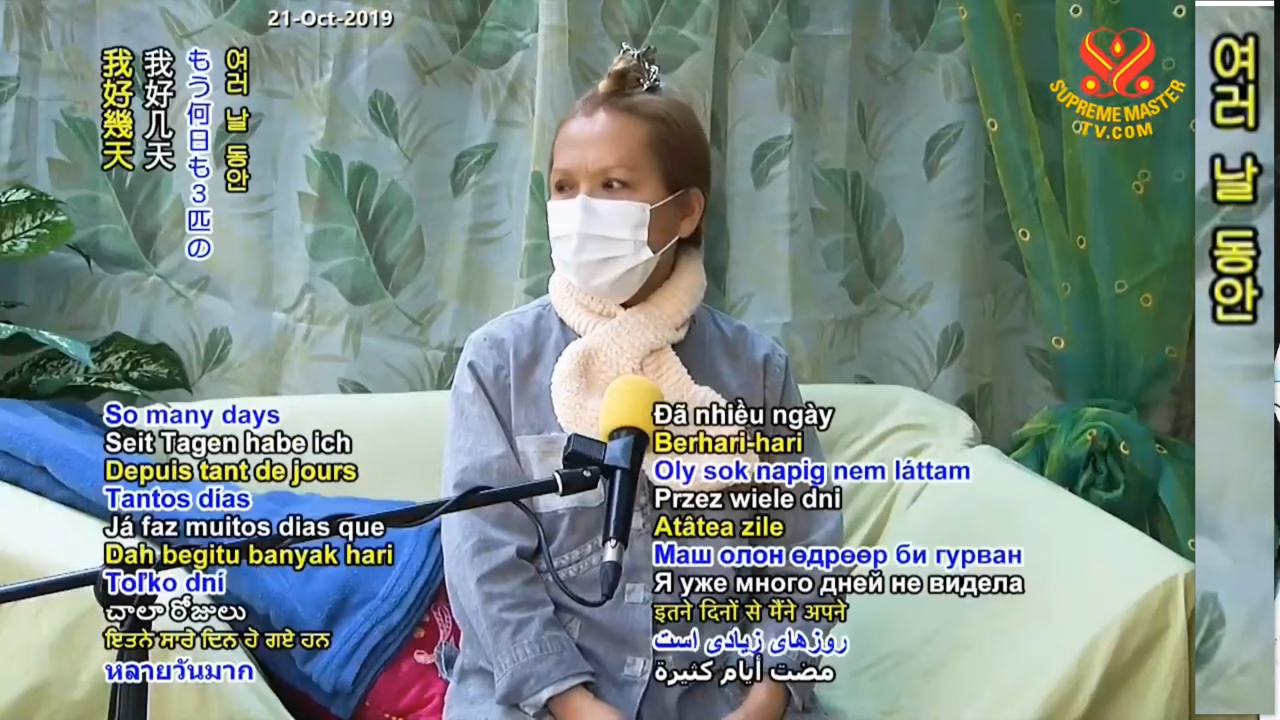 21-Oct-2019
我好幾天
我好几天
もう何日も3匹の
여러 날 동안
SUPREME MASTER
TV.COM
여러 날 동안
So many days
Seit Tagen habe ich
Depuis tant de jours
Tantos días
Já faz muitos dias que
Dah begitu banyak hari
Toľko dní
చాలా రోజులు
ਇਤਨੇ ਸਾਰੇ ਦਿਨ ਹੋ ਗਏ ਹਨ
หลายวันมาก
Đã nhiều ngày
Berhari-hari
Oly sok napig nem láttam
Przez wiele dni
Atâtea zile
Маш олон өдрөөр би гурван
Я уже много дней не видела
इतने दिनों से मैंने अपने
روزهای زیادی است
مضت أيام كثيرة